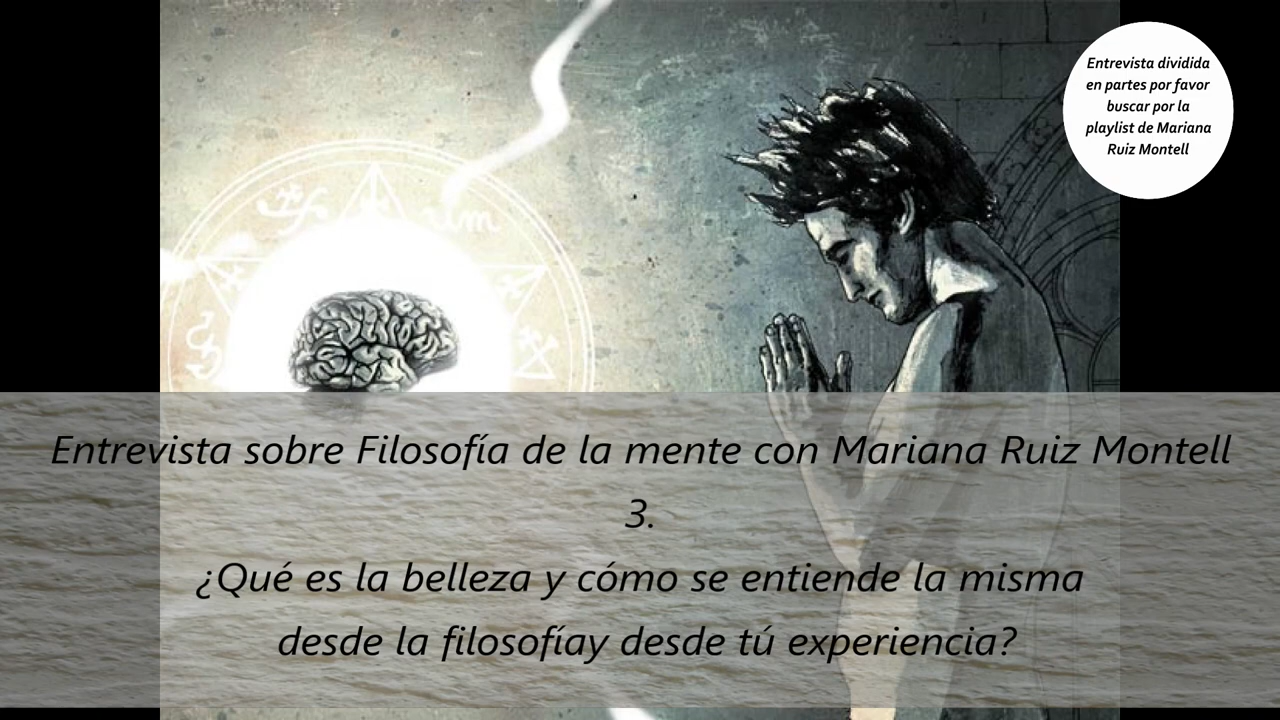 Entrevista dividida
en partes por favor
buscar por la
playlist de Mariana
Ruiz Montell
Entrevista sobre Filosofía de la mente con Mariana Ruiz Montell
3.
¿Qué es la belleza y cómo se entiende la misma
desde la filosofíay desde tú experiencia?